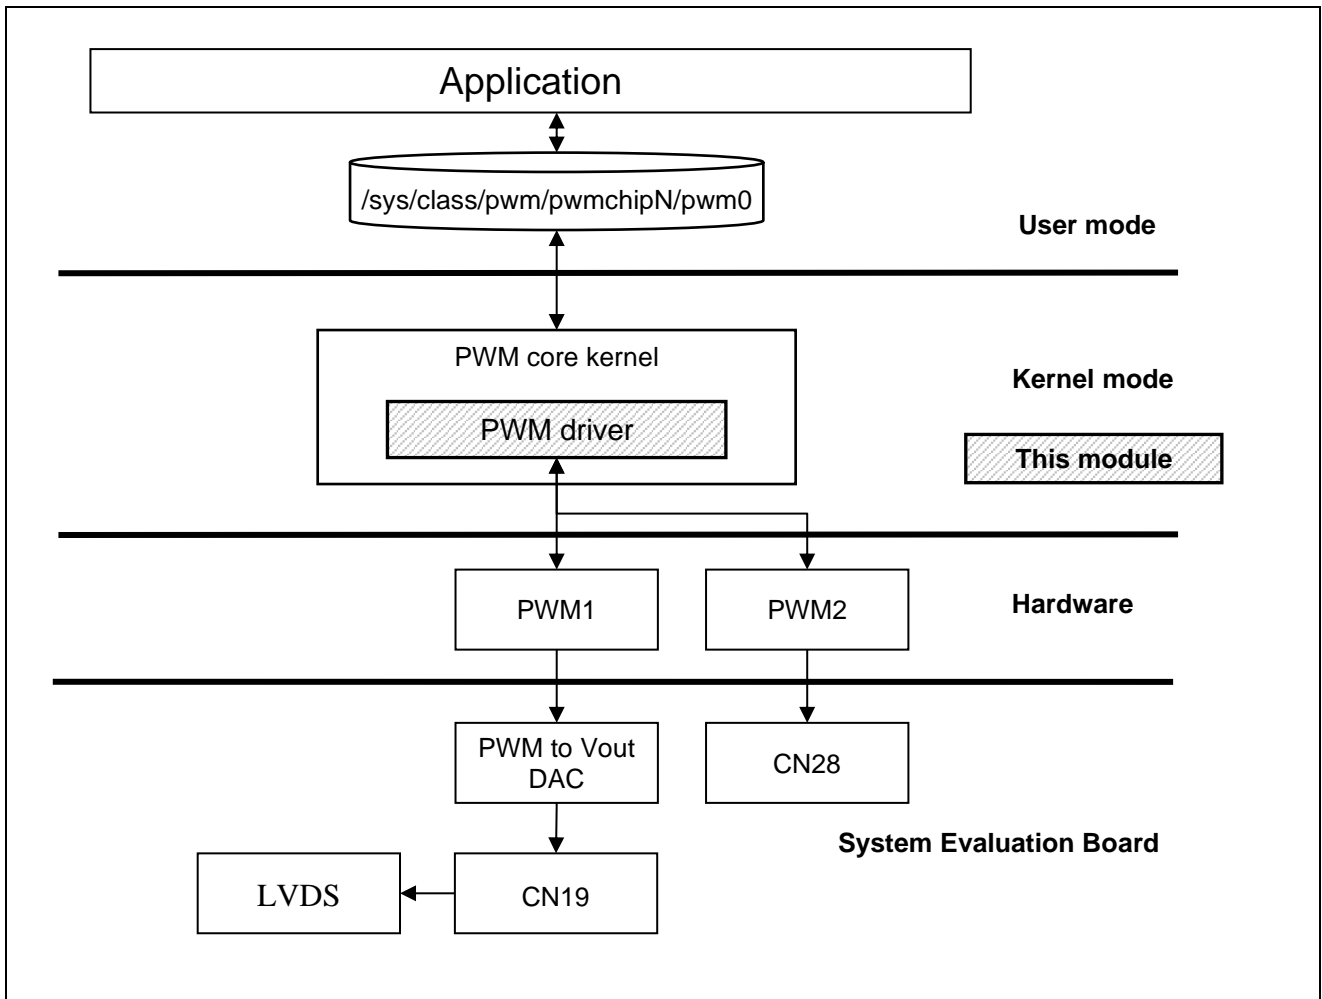 Application
/sys/class/pwm/pwmchipN/pwm0
User mode
PWM core kernel
Kernel mode
PWM driver
This module
PWM1
PWM2
Hardware
PWM to Vout
DAC
CN28
System Evaluation Board
LVDS
CN19